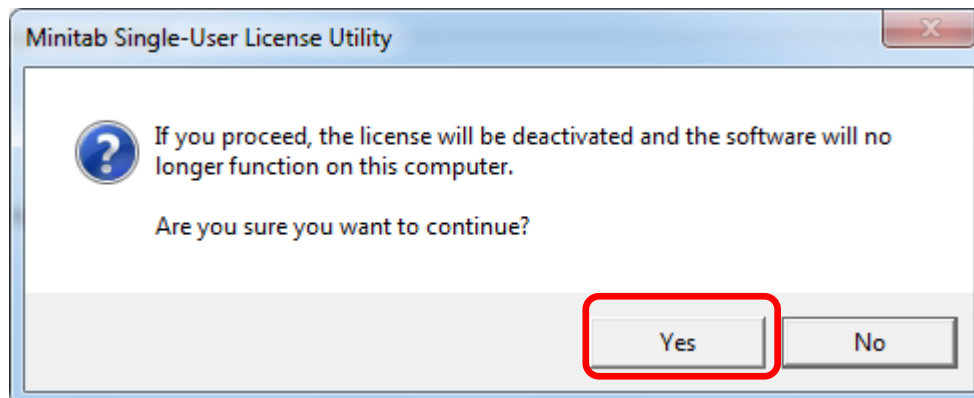 Minitab Single-User License Utility
If you proceed, the license will be deactivated and the software will no
longer function on this computer.
Are you sure you want to continue?
Yes
No